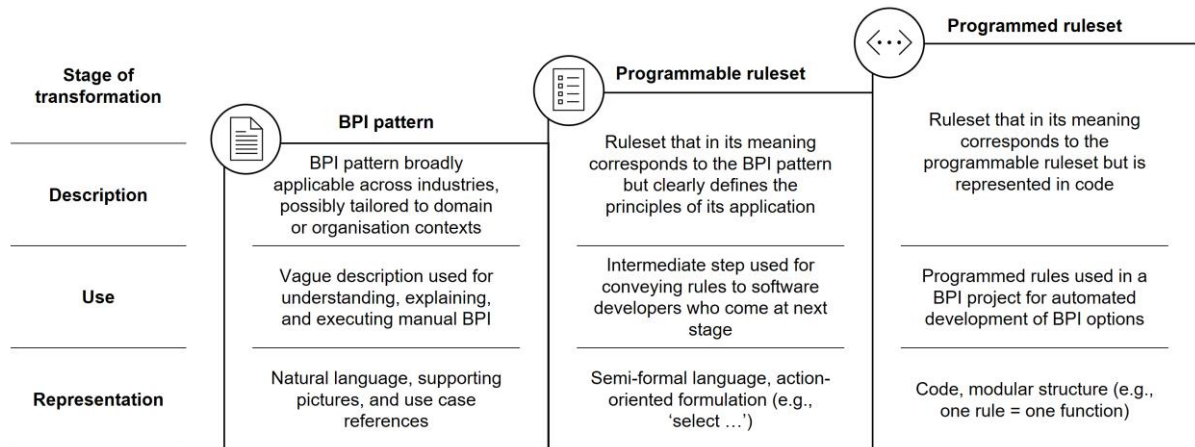 Programmed ruleset
Programmable ruleset
Stage of
transformation
BPI pattern
Description
BPI pattern broadly
applicable across industries,
possibly tailored to domain
or organisation contexts
Ruleset that in its meaning
corresponds to the BPI pattern
but clearly defines the
principles of its application
Ruleset that in its meaning
corresponds to the
programmable ruleset but is
represented in code
Use
Vague description used for
understanding, explaining,
and executing manual BPI
Intermediate step used for
conveying rules to software
developers who come at next
stage
Programmed rules used in a
BPI project for automated
development of BPI options
Representation
Natural language, supporting
pictures, and use case
references
Semi-formal language, action-
oriented formulation (e.g.,
‘select …’)
Code, modular structure (e.g.,
one rule = one function)